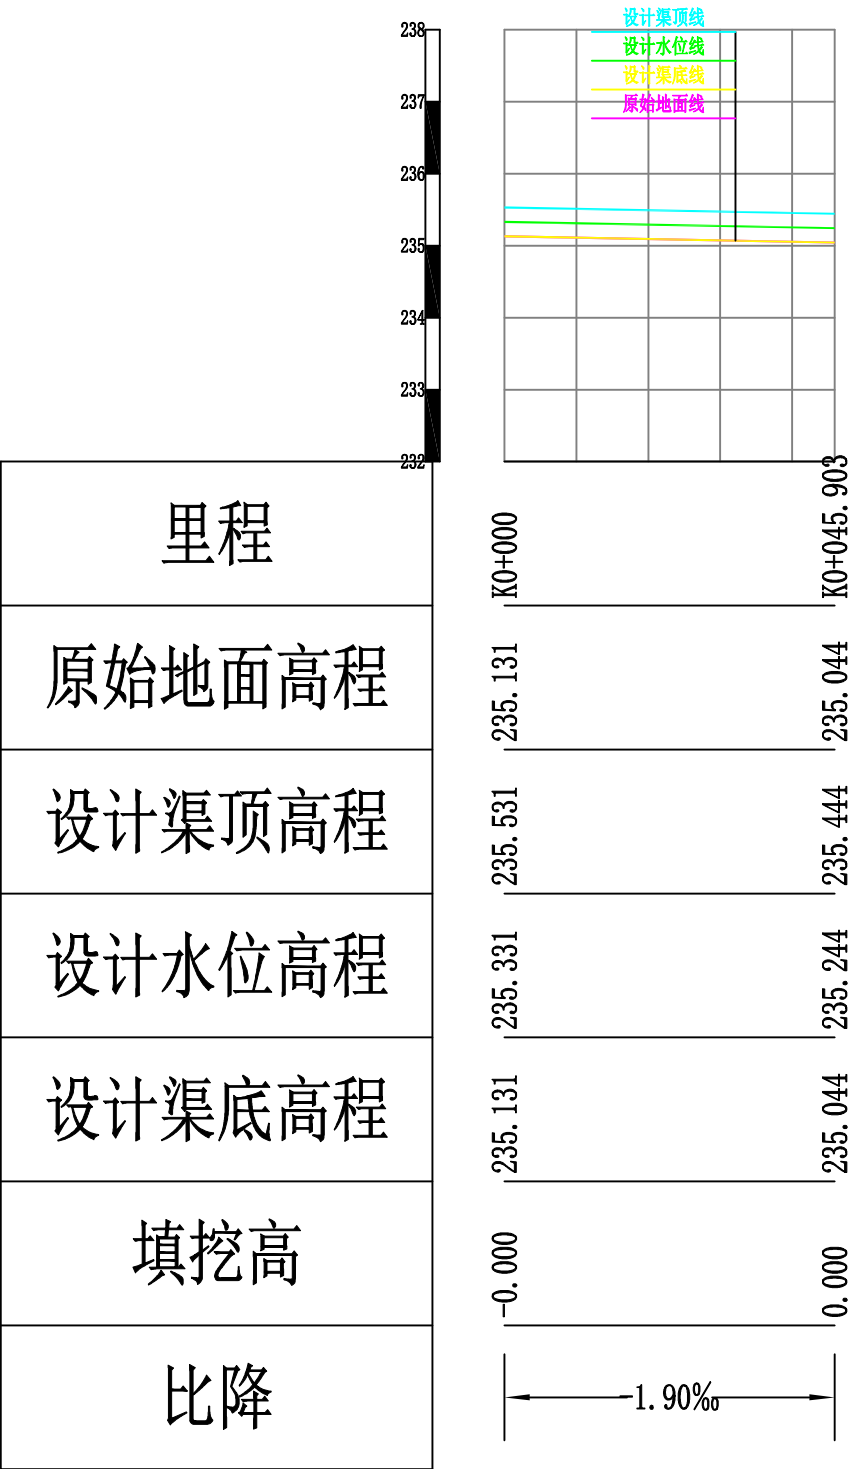 设计渠顶线
设计水位线
设计渠底线
原始地面线
238
237
236
235
234
233
232
里程 K0+000 K0+045.903
原始地面高程 235.131 235.044
设计渠顶高程 235.531 235.444
设计水位高程 235.331 235.244
设计渠底高程 235.131 235.044
填挖高 -0.000 0.000
比降 -1.90‰